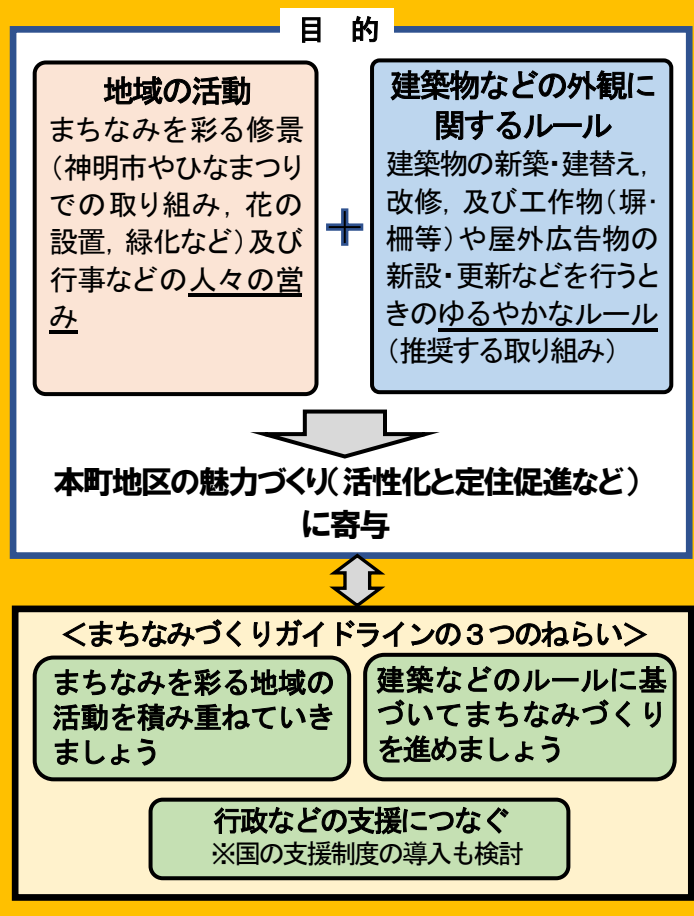 目　的
地域の活動
まちなみを彩る修景
（神明市やひなまつり
での取り組み，花の
設置，緑化など）及び
行事などの人々の営
み
＋
建築物などの外観に
関するルール
建築物の新築・建替え，
改修，及び工作物（塀・
柵等）や屋外広告物の
新設・更新などを行うと
きのゆるやかなルール
（推奨する取り組み）
本町地区の魅力づくり（活性化と定住促進など）
に寄与
＜まちなみづくりガイドラインの３つのねらい＞
まちなみを彩る地域の
活動を積み重ねていき
ましょう
建築などのルールに基
づいてまちなみづくり
を進めましょう
行政などの支援につなぐ
※国の支援制度の導入も検討